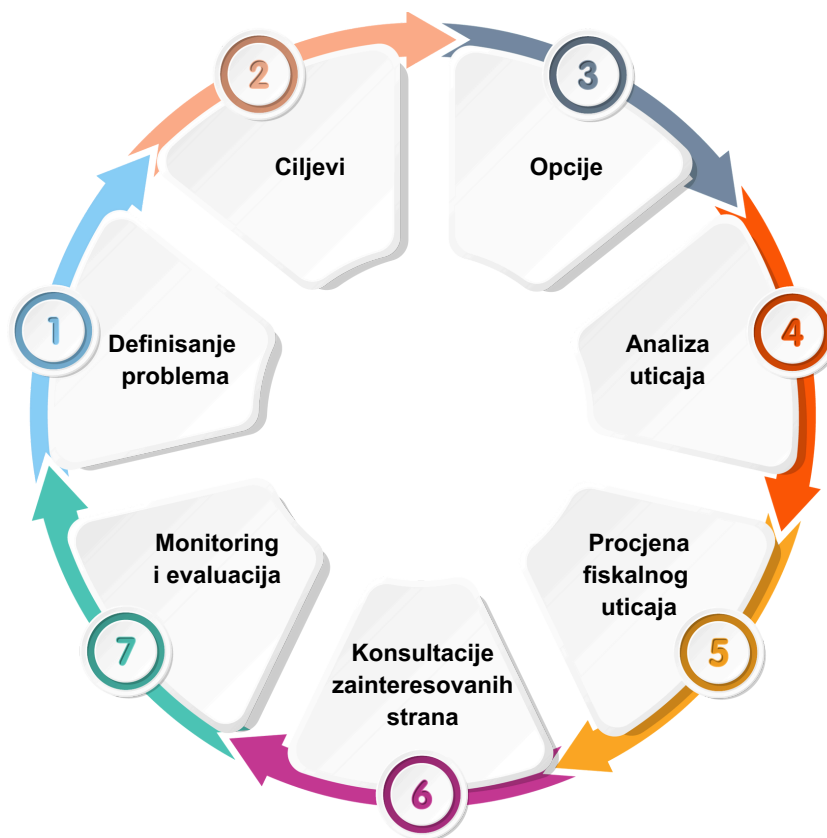 1
Definisanje
problema
2
Ciljevi
3
Opcije
4
Analiza
uticaja
5
Procjena
fiskalnog
uticaja
6
Konsultacije
zainteresovanih
strana
7
Monitoring
i evaluacija